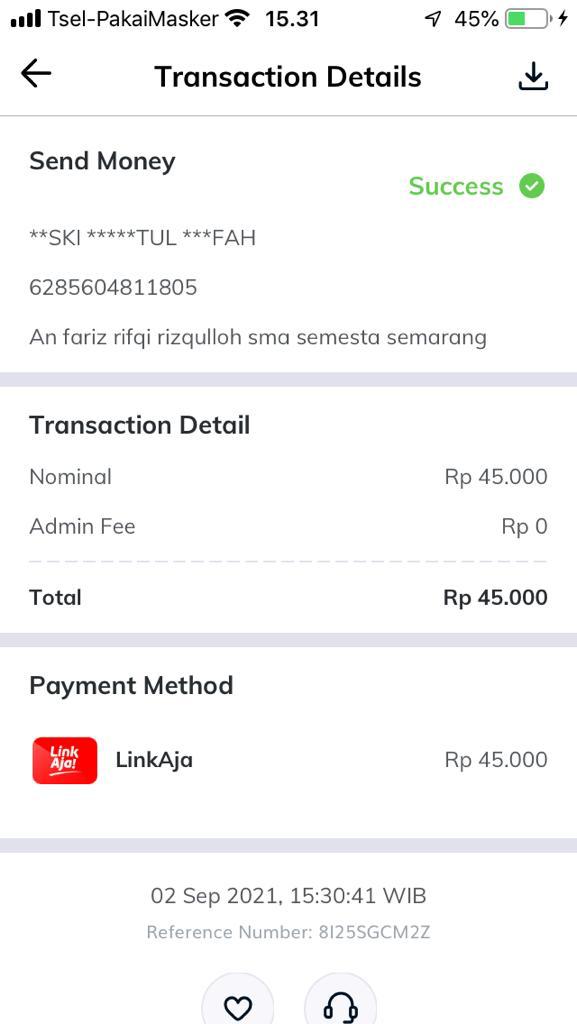 Tsel-PakaiMasker 15.31 45%
Transaction Details
Send Money
Success
**SKI *****TUL ***FAH
6285604811805
An fariz rifqi rizqulloh sma semesta semarang
Transaction Detail
Nominal Rp 45.000
Admin Fee Rp 0
Total Rp 45.000
Payment Method
Link
Aja!
LinkAja Rp 45.000
02 Sep 2021, 15:30:41 WIB
Reference Number: 8I25SGCM2Z